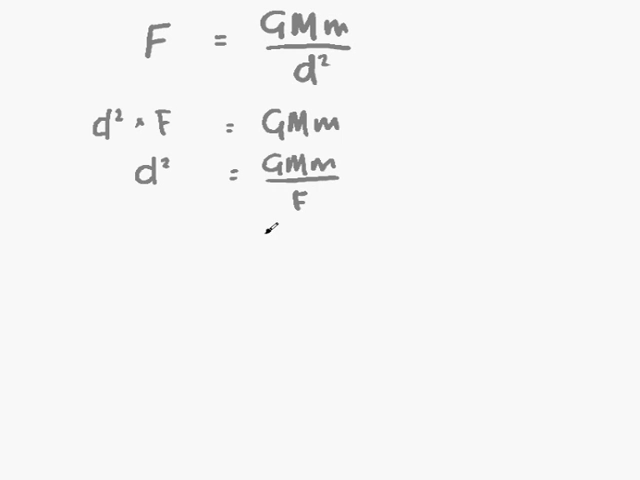 F = GMm/d²
d² × F = GMm
d² = GMm/F